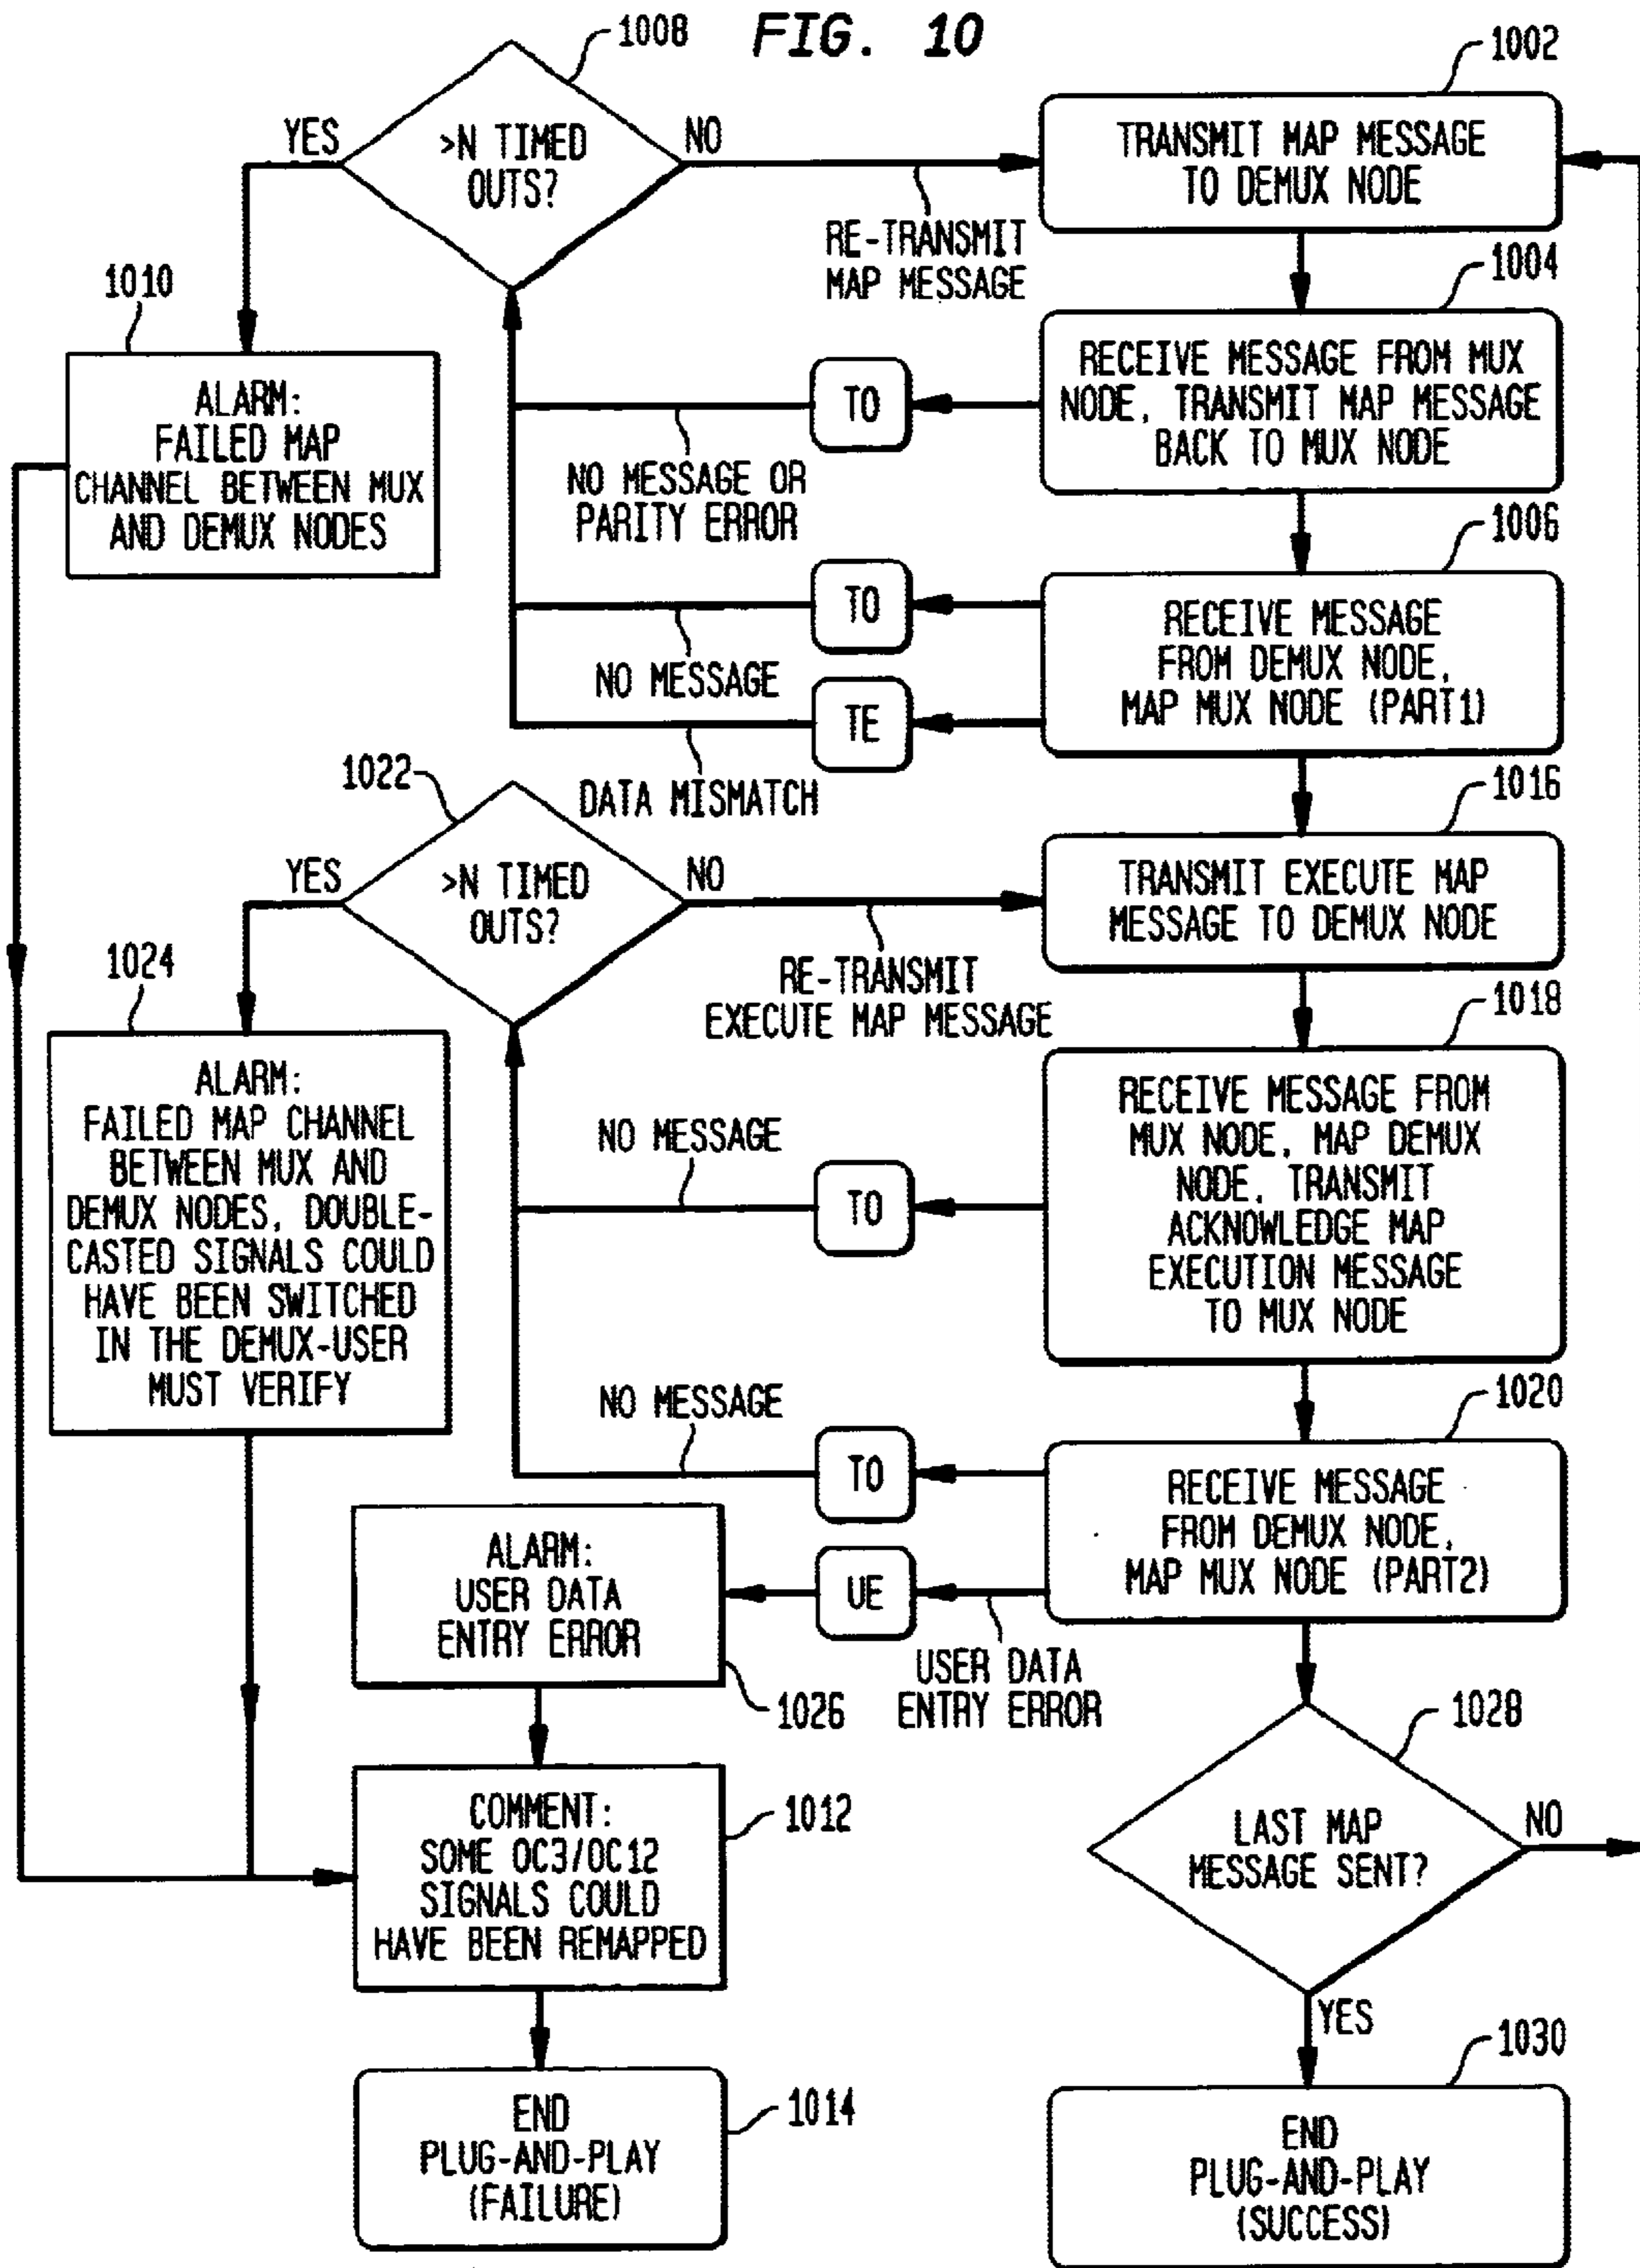 FIG. 10
1008
>N TIMED
OUTS?
YES
NO
RE-TRANSMIT
MAP MESSAGE
1002
TRANSMIT MAP MESSAGE
TO DEMUX NODE
1010
ALARM:
FAILED MAP
CHANNEL BETWEEN MUX
AND DEMUX NODES
1004
RECEIVE MESSAGE FROM MUX
NODE, TRANSMIT MAP MESSAGE
BACK TO MUX NODE
TO
NO MESSAGE OR
PARITY ERROR
1006
RECEIVE MESSAGE
FROM DEMUX NODE,
MAP MUX NODE (PART1)
TO
NO MESSAGE
TE
DATA MISMATCH
1022
>N TIMED
OUTS?
YES
NO
RE-TRANSMIT
EXECUTE MAP MESSAGE
1016
TRANSMIT EXECUTE MAP
MESSAGE TO DEMUX NODE
1024
ALARM:
FAILED MAP CHANNEL
BETWEEN MUX AND
DEMUX NODES, DOUBLE-
CASTED SIGNALS COULD
HAVE BEEN SWITCHED
IN THE DEMUX-USER
MUST VERIFY
1018
RECEIVE MESSAGE FROM
MUX NODE, MAP DEMUX
NODE, TRANSMIT
ACKNOWLEDGE MAP
EXECUTION MESSAGE
TO MUX NODE
NO MESSAGE
TO
1020
RECEIVE MESSAGE
FROM DEMUX NODE,
MAP MUX NODE (PART2)
NO MESSAGE
TO
UE
USER DATA
ENTRY ERROR
ALARM:
USER DATA
ENTRY ERROR
1026
COMMENT:
SOME OC3/OC12
SIGNALS COULD
HAVE BEEN REMAPPED
1012
1028
LAST MAP
MESSAGE SENT?
NO
YES
END
PLUG-AND-PLAY
(FAILURE)
1014
1030
END
PLUG-AND-PLAY
(SUCCESS)